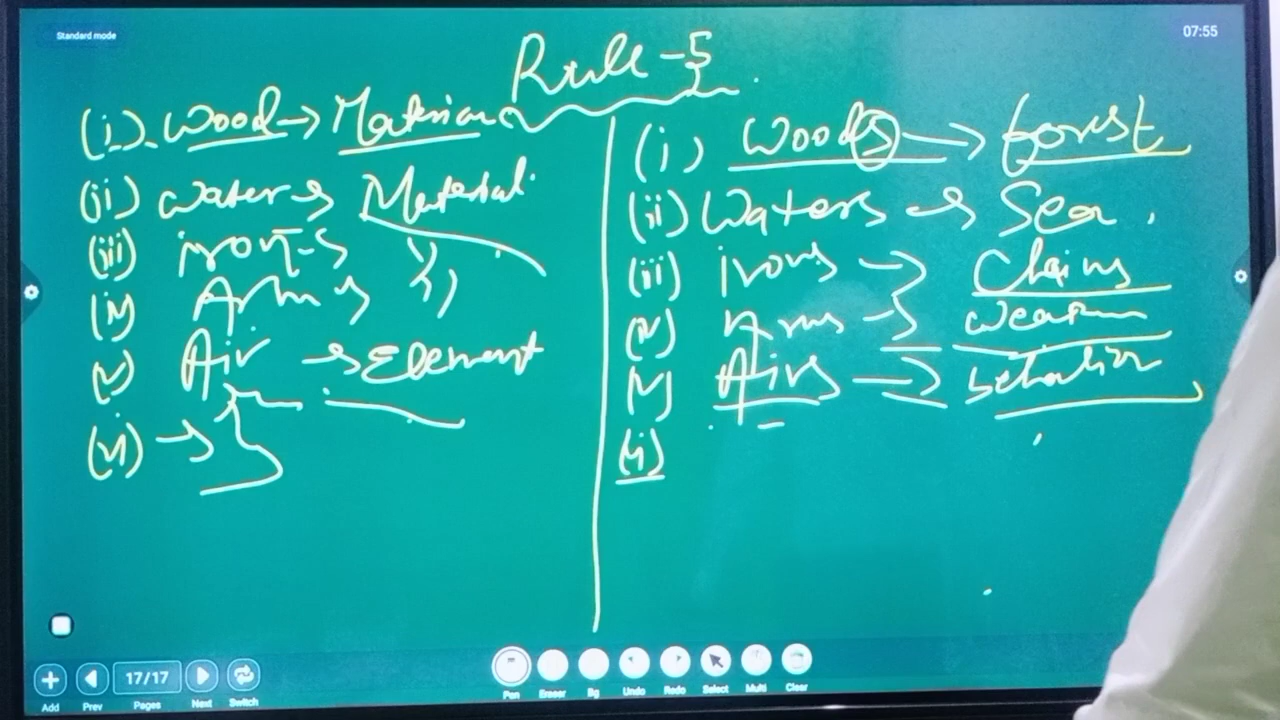 Standard mode
07:55
Rule-5
(i). Wood → Material
(ii) water → Material.
(iii) iron → "
(iv) Arm → "
(v) Air → Element
(vi) →
(i) Woods → forest
(ii) Waters → Sea.
(iii) irons → Chains
(iv) Arms → weapon
(v) Airs →
(vi)
17/17
Add
Prev
Pages
Next
Switch
Pen
Eraser
Bg
Undo
Redo
Select
Multi
Clear